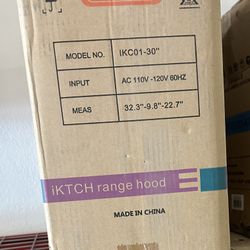 MODEL NO. IKC01-30"
INPUT AC 110V -120V 60HZ
MEAS 32.3"-9.8"-22.7"
iKTCH range hood
MADE IN CHINA